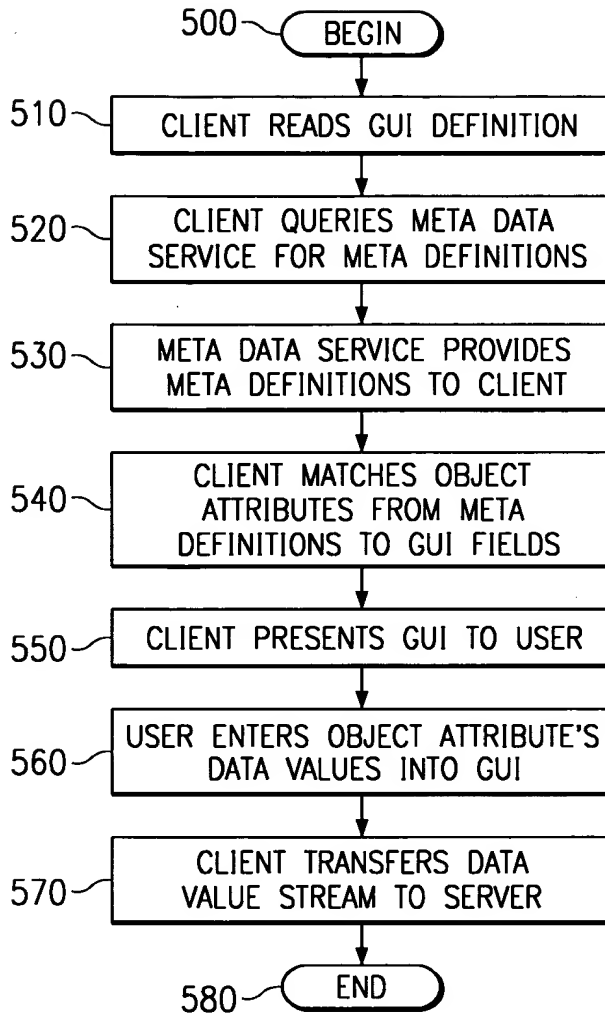 500 BEGIN
510 CLIENT READS GUI DEFINITION
520 CLIENT QUERIES META DATA
SERVICE FOR META DEFINITIONS
530 META DATA SERVICE PROVIDES
META DEFINITIONS TO CLIENT
540 CLIENT MATCHES OBJECT
ATTRIBUTES FROM META
DEFINITIONS TO GUI FIELDS
550 CLIENT PRESENTS GUI TO USER
560 USER ENTERS OBJECT ATTRIBUTE'S
DATA VALUES INTO GUI
570 CLIENT TRANSFERS DATA
VALUE STREAM TO SERVER
580 END